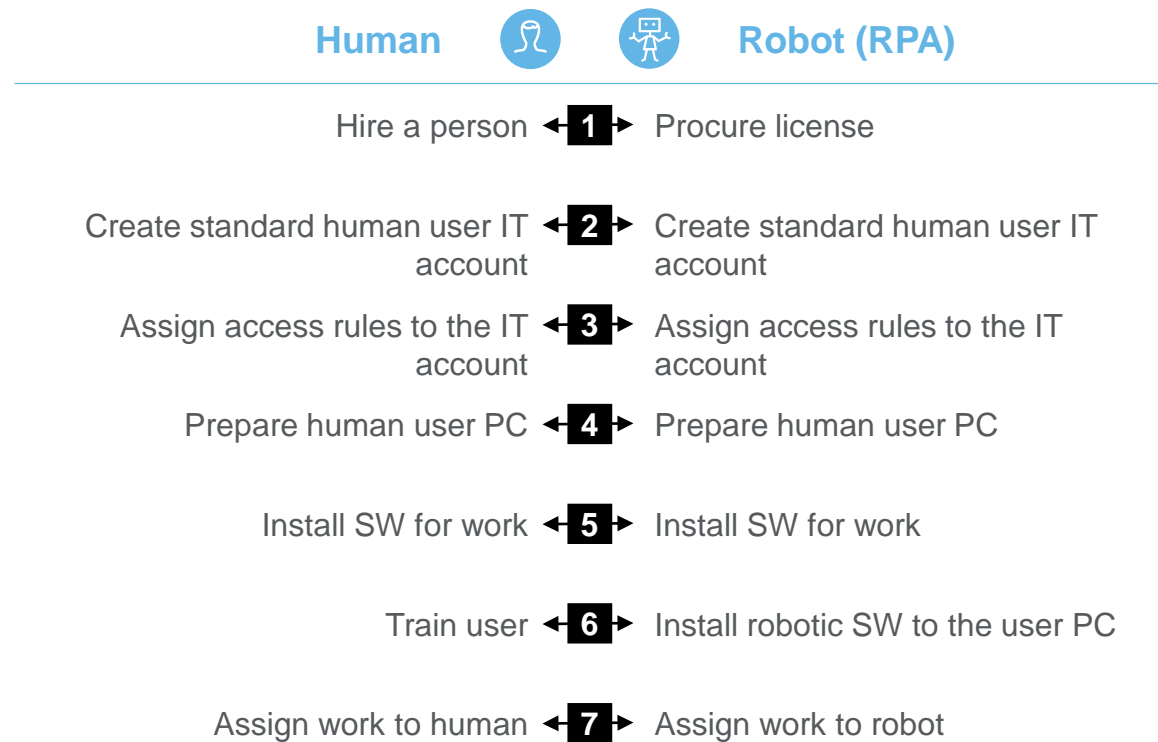 Human Robot (RPA)
Hire a person 1 Procure license
Create standard human user IT 2 Create standard human user IT
account account
Assign access rules to the IT 3 Assign access rules to the IT
account account
Prepare human user PC 4 Prepare human user PC
Install SW for work 5 Install SW for work
Train user 6 Install robotic SW to the user PC
Assign work to human 7 Assign work to robot